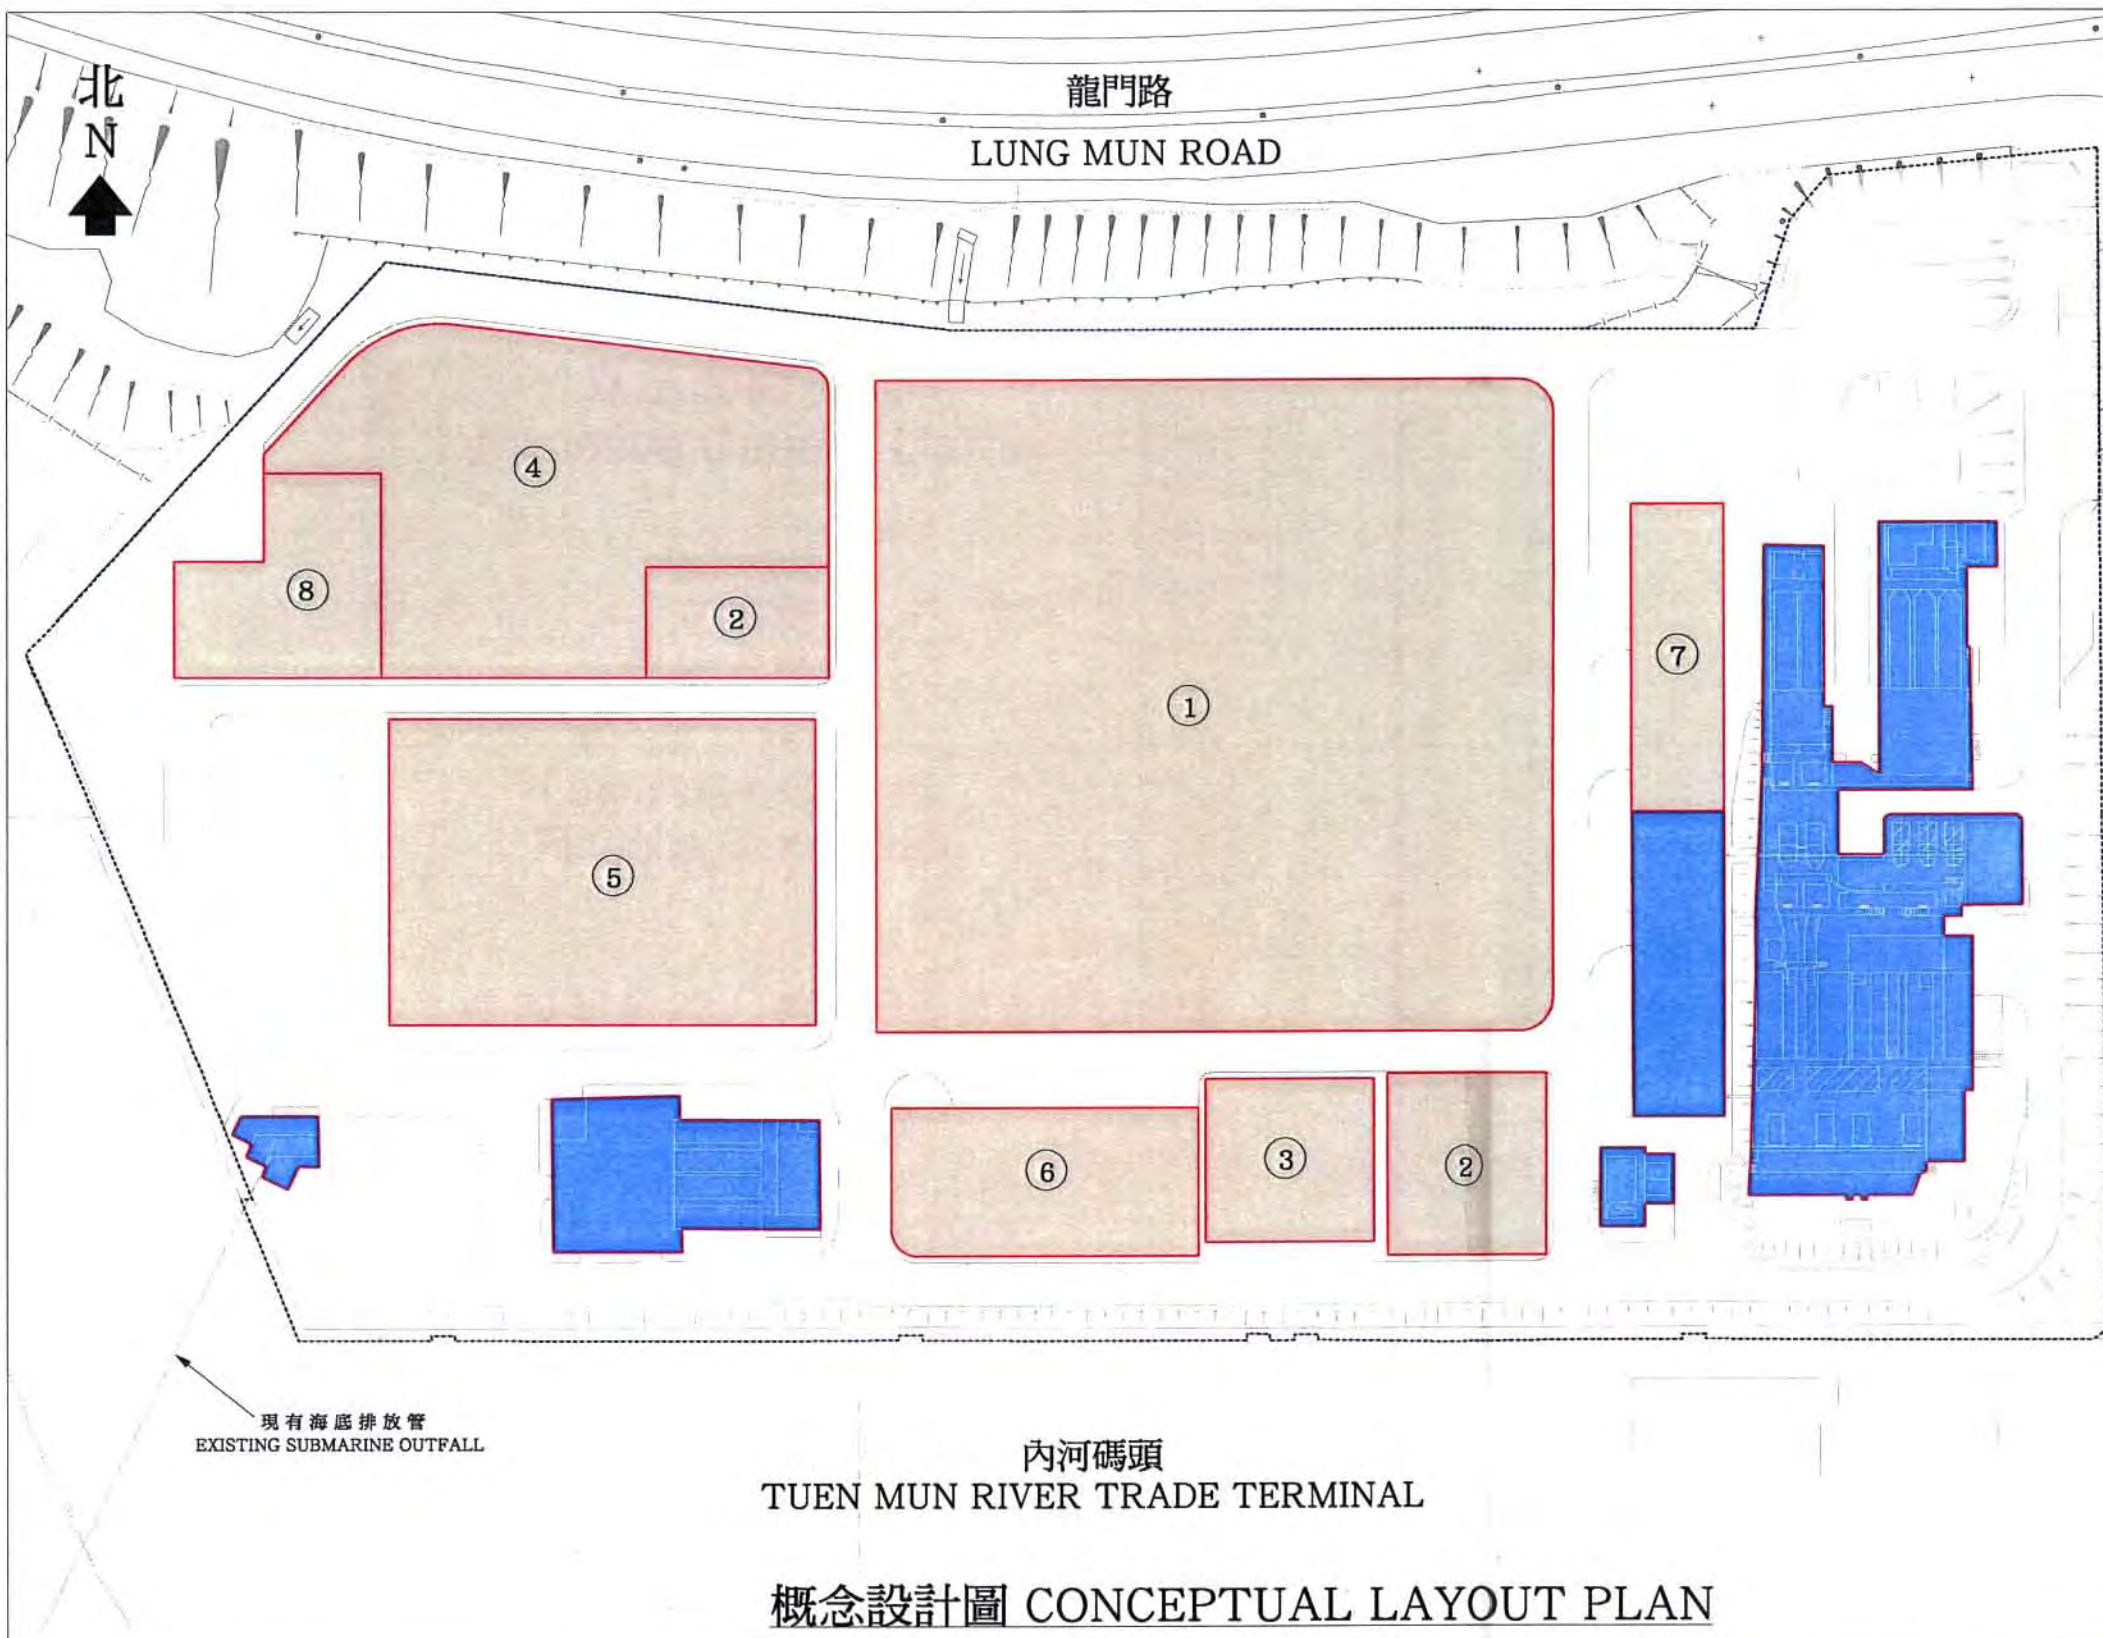 北
N
龍門路
LUNG MUN ROAD
④
⑧
②
①
⑦
⑤
⑥
③
②
現有海底排放管
EXISTING SUBMARINE OUTFALL
內河碼頭
TUEN MUN RIVER TRADE TERMINAL
概念設計圖 CONCEPTUAL LAYOUT PLAN